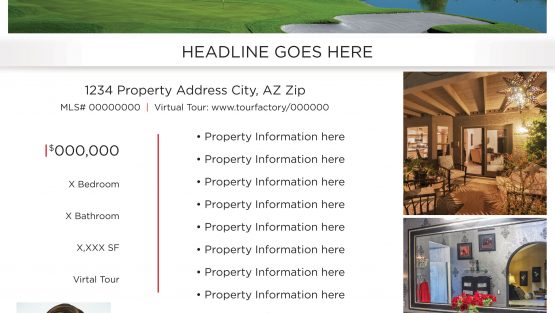 HEADLINE GOES HERE
1234 Property Address City, AZ Zip
MLS# 00000000 | Virtual Tour: www.tourfactory/000000
$000,000
X Bedroom
X Bathroom
X,XXX SF
Virtal Tour
• Property Information here
• Property Information here
• Property Information here
• Property Information here
• Property Information here
• Property Information here
• Property Information here
• Property Information here